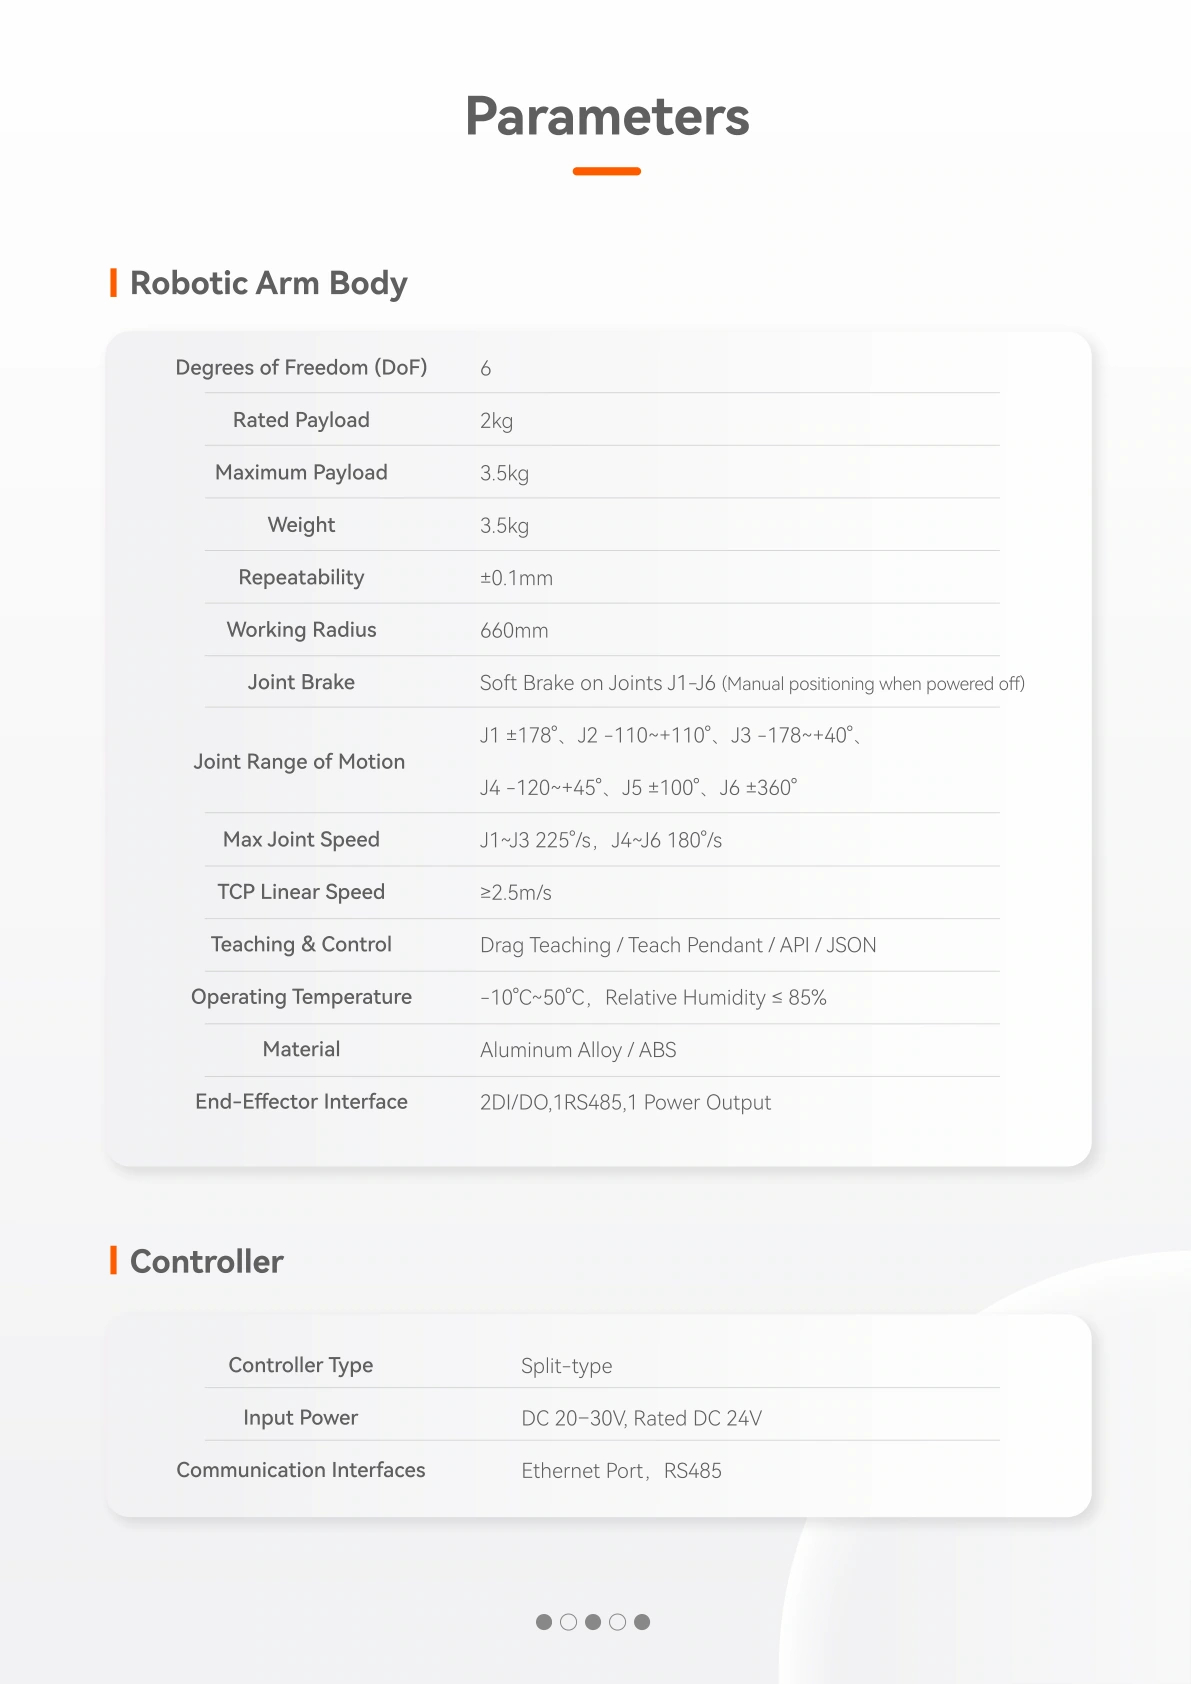 Parameters
Robotic Arm Body
Degrees of Freedom (DoF) 6
Rated Payload 2kg
Maximum Payload 3.5kg
Weight 3.5kg
Repeatability ±0.1mm
Working Radius 660mm
Joint Brake Soft Brake on Joints J1-J6 (Manual positioning when powered off)
Joint Range of Motion J1 ±178°、J2 -110~+110°、J3 -178~+40°、
J4 -120~+45°、J5 ±100°、J6 ±360°
Max Joint Speed J1~J3 225°/s，J4~J6 180°/s
TCP Linear Speed ≥2.5m/s
Teaching & Control Drag Teaching / Teach Pendant / API / JSON
Operating Temperature -10°C~50°C，Relative Humidity ≤ 85%
Material Aluminum Alloy / ABS
End-Effector Interface 2DI/DO,1RS485,1 Power Output
Controller
Controller Type Split-type
Input Power DC 20–30V, Rated DC 24V
Communication Interfaces Ethernet Port，RS485